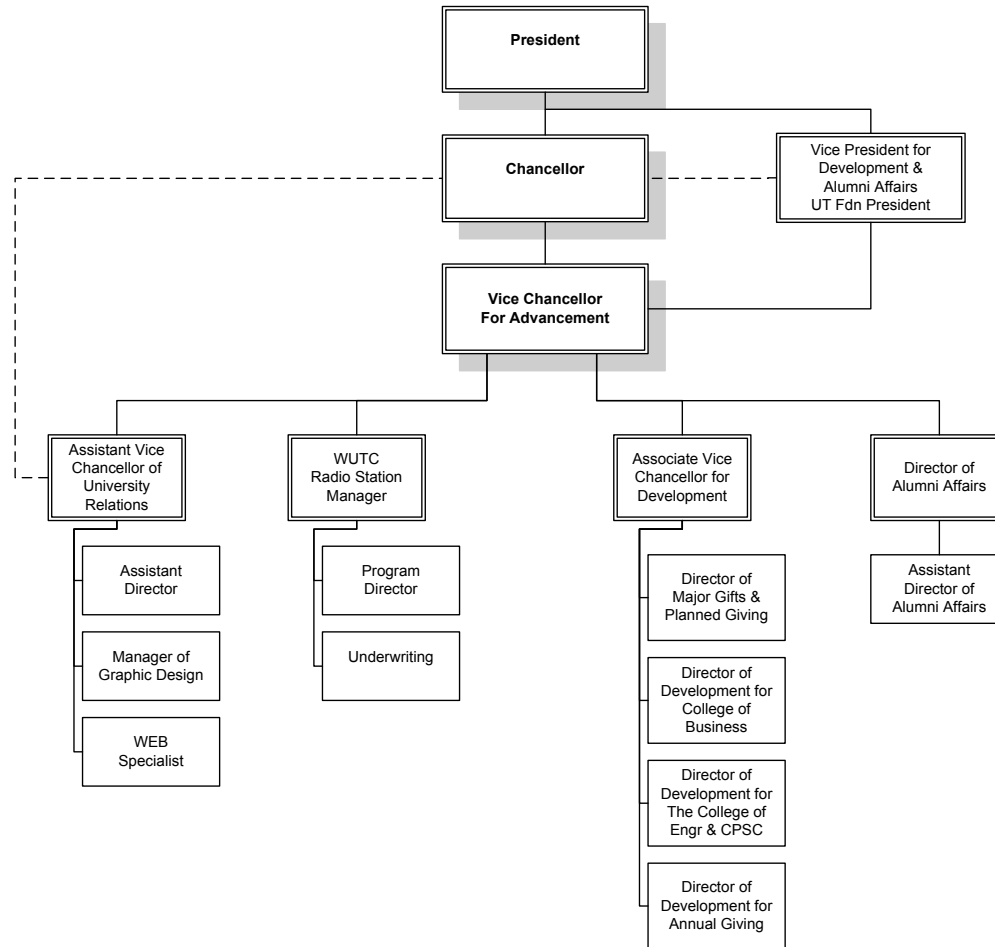 President
Chancellor
Vice President for
Development &
Alumni Affairs
UT Fdn President
Vice Chancellor
For Advancement
Assistant Vice
Chancellor of
University
Relations
WUTC
Radio Station
Manager
Associate Vice
Chancellor for
Development
Director of
Alumni Affairs
Assistant
Director
Manager of
Graphic Design
WEB
Specialist
Program
Director
Underwriting
Director of
Major Gifts &
Planned Giving
Director of
Development for
College of
Business
Director of
Development for
The College of
Engr & CPSC
Director of
Development for
Annual Giving
Assistant
Director of
Alumni Affairs